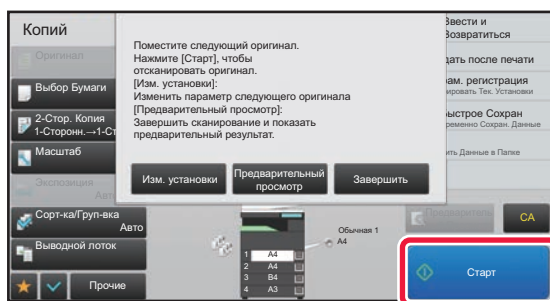 Копий
Оригинал
Выбор Бумаги
2-Стор. Копия
1-Сторонн.→1-Ст
Масштаб
Экспозиция
Авто
Сорт-ка/Груп-вка
Авто
Выводной лоток
Прочие
Поместите следующий оригинал.
Нажмите [Старт], чтобы
отсканировать оригинал.
[Изм. установки]:
Изменить параметр следующего оригинала
[Предварительный просмотр]:
Завершить сканирование и показать
предварительный результат.
Изм. установки
Предварительный
просмотр
Завершить
Обычная 1
A4
1 A4
2 A4
3 B4
4 A3
Ввести и
Возвратиться
дать после печати
рам. регистрация
ировать Тек. Установки
ыстрое Сохран
ременно Сохран. Данные
ить Данные в Папке
CA
Старт